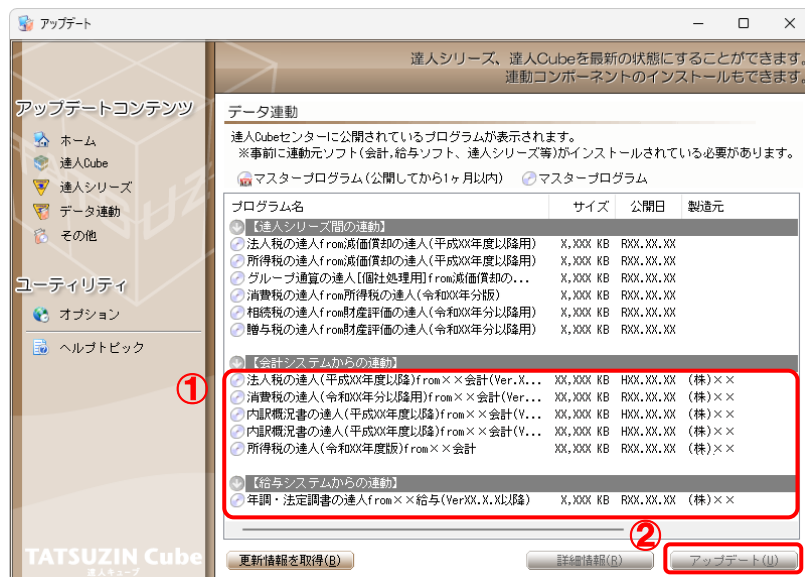 アップデート
達人シリーズ、達人Cubeを最新の状態にすることができます。
連動コンポーネントのインストールもできます。
アップデートコンテンツ
ホーム
達人Cube
達人シリーズ
データ連動
その他
ユーティリティ
オプション
ヘルプトピック
TATSUZIN Cube
達人キューブ
データ連動
達人Cubeセンターに公開されているプログラムが表示されます。
※事前に連動元ソフト(会計,給与ソフト、達人シリーズ等)がインストールされている必要があります。
マスタープログラム(公開してから1ヶ月以内) マスタープログラム
プログラム名 サイズ 公開日 製造元
【達人シリーズ間の連動】
法人税の達人from減価償却の達人(平成XX年度以降用) X,XXX KB RXX.XX.XX
所得税の達人from減価償却の達人(平成XX年度以降用) X,XXX KB RXX.XX.XX
グループ通算の達人[個社処理用]from減価償却の... X,XXX KB RXX.XX.XX
消費税の達人from所得税の達人(令和XX年分版) X,XXX KB RXX.XX.XX
相続税の達人from財産評価の達人(令和XX年分以降用) X,XXX KB RXX.XX.XX
贈与税の達人from財産評価の達人(令和XX年分以降用) X,XXX KB RXX.XX.XX
【会計システムからの連動】
①
法人税の達人(平成XX年度以降)from××会計(Ver.X... XX,XXX KB HXX.XX.XX (株)××
消費税の達人(令和XX年分以降用)from××会計(Ver... XX,XXX KB RXX.XX.XX (株)××
内訳概況書の達人(平成XX年度以降)from××会計(V... XX,XXX KB RXX.XX.XX (株)××
内訳概況書の達人(平成XX年度以降)from××会計(V... XX,XXX KB RXX.XX.XX (株)××
所得税の達人(令和XX年度版)from××会計 XX,XXX KB RXX.XX.XX (株)××
【給与システムからの連動】
年調・法定調書の達人from××給与(VerXX.X.X以降) X,XXX KB RXX.XX.XX (株)××
②
更新情報を取得(B) 詳細情報(R) アップデート(U)